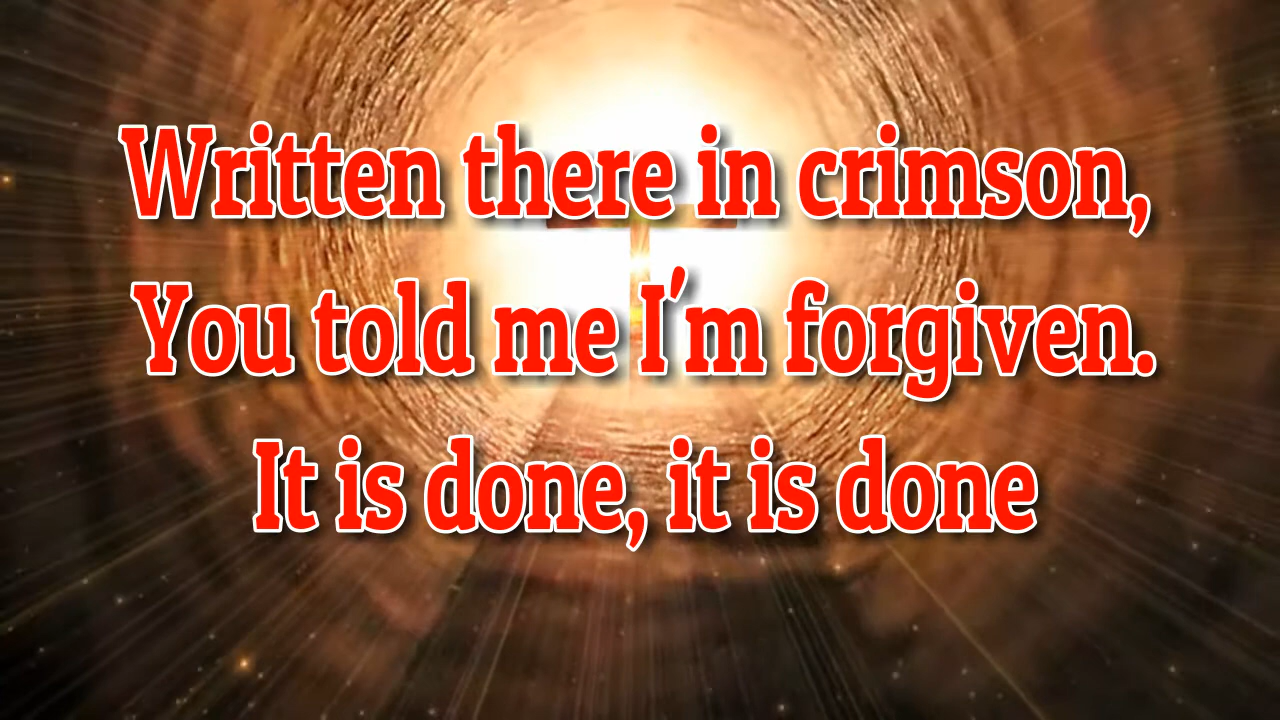 Written there in crimson,
You told me I'm forgiven.
It is done, it is done